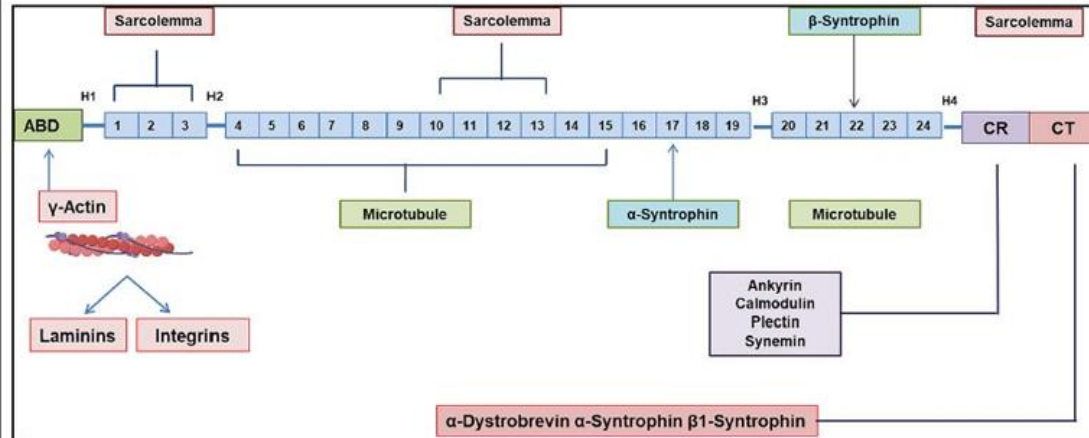 Sarcolemma
Sarcolemma
β-Syntrophin
Sarcolemma
H1
H2
H3
H4
ABD
1 2 3
4 5 6 7 8 9 10 11 12 13 14 15 16 17 18 19
20 21 22 23 24
CR
CT
γ-Actin
Microtubule
α-Syntrophin
Microtubule
Laminins
Integrins
Ankyrin
Calmodulin
Plectin
Synemin
α-Dystrobrevin α-Syntrophin β1-Syntrophin